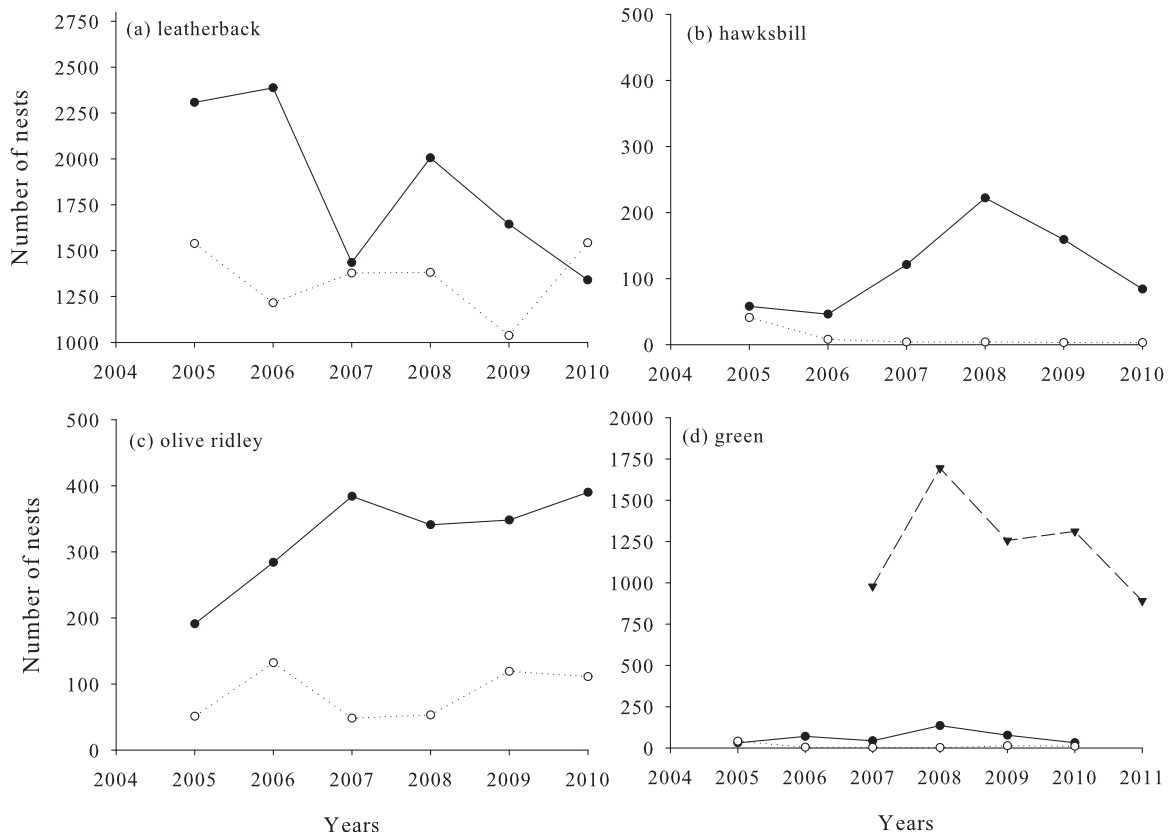 (a) leatherback
2750
2500
2250
2000
1750
1500
1250
1000
Number of nests
2004 2005 2006 2007 2008 2009 2010
(b) hawksbill
500
400
300
200
100
0
2004 2005 2006 2007 2008 2009 2010
(c) olive ridley
500
400
300
200
100
0
Number of nests
2004 2005 2006 2007 2008 2009 2010
Years
(d) green
2000
1750
1500
1250
1000
750
500
250
0
2004 2005 2006 2007 2008 2009 2010 2011
Years